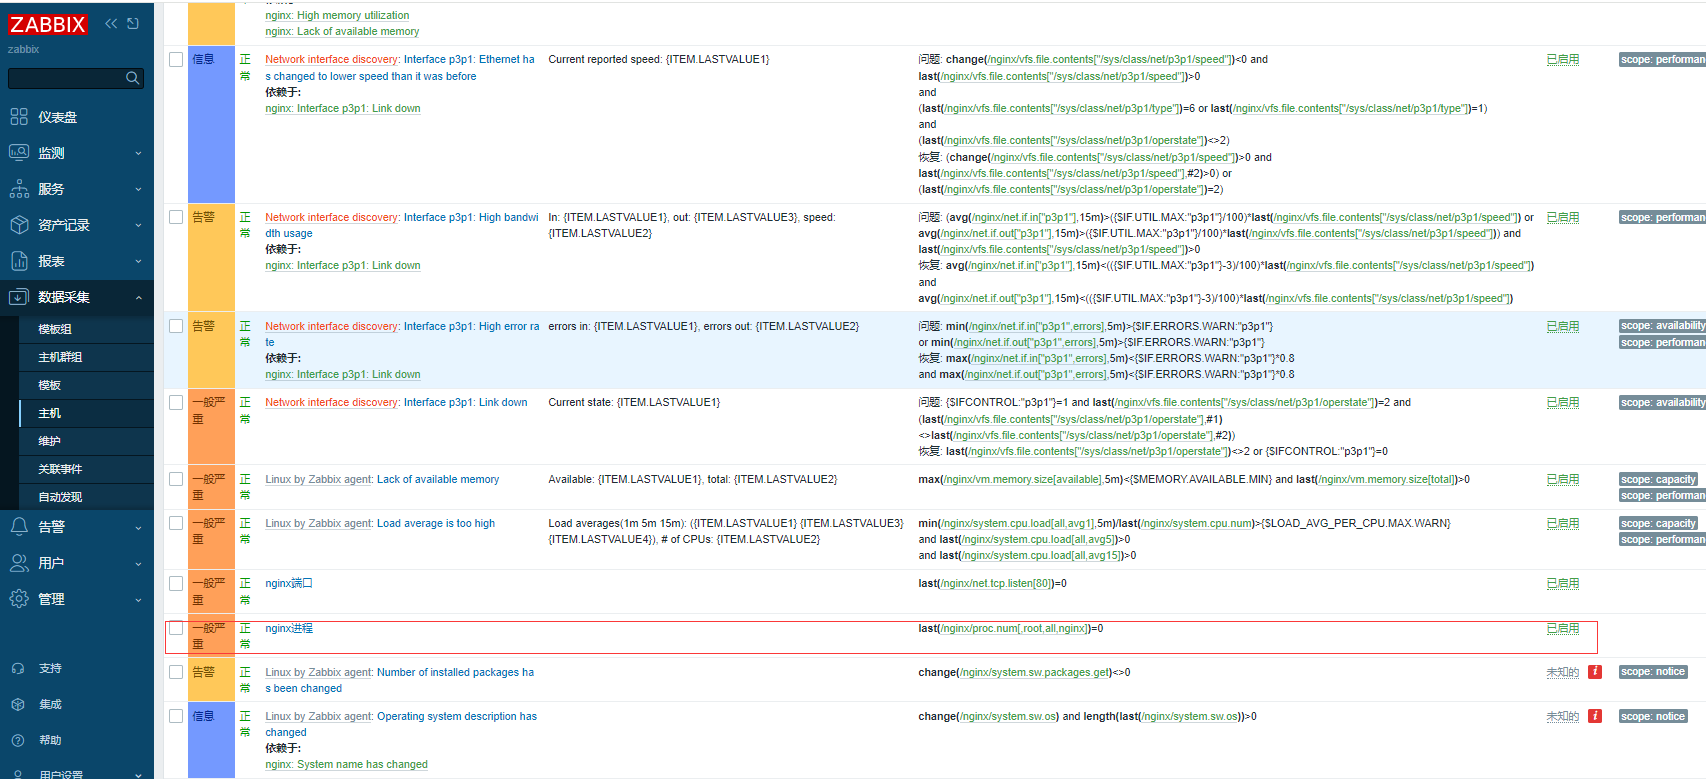 ZABBIX
zabbix
仪表盘
监测
服务
资产记录
报表
数据采集
模板组
主机群组
模板
主机
维护
关联事件
自动发现
告警
用户
管理
支持
集成
帮助
用户设置
nginx: High memory utilization
nginx: Lack of available memory
信息
正常
Network interface discovery: Interface p3p1: Ethernet ha
s changed to lower speed than it was before
依赖于:
nginx: Interface p3p1: Link down
Current reported speed: {ITEM.LASTVALUE1}
问题: change(/nginx/vfs.file.contents["/sys/class/net/p3p1/speed"])<0 and
last(/nginx/vfs.file.contents["/sys/class/net/p3p1/speed"])>0
and
(last(/nginx/vfs.file.contents["/sys/class/net/p3p1/type"])=6 or last(/nginx/vfs.file.contents["/sys/class/net/p3p1/type"])=1)
and
(last(/nginx/vfs.file.contents["/sys/class/net/p3p1/operstate"])<>2)
恢复: (change(/nginx/vfs.file.contents["/sys/class/net/p3p1/speed"])>0 and
last(/nginx/vfs.file.contents["/sys/class/net/p3p1/speed"],#2)>0) or
(last(/nginx/vfs.file.contents["/sys/class/net/p3p1/operstate"])=2)
已启用
scope: performan
告警
正常
Network interface discovery: Interface p3p1: High bandwi
dth usage
依赖于:
nginx: Interface p3p1: Link down
In: {ITEM.LASTVALUE1}, out: {ITEM.LASTVALUE3}, speed:
{ITEM.LASTVALUE2}
问题: (avg(/nginx/net.if.in["p3p1"],15m)>({$IF.UTIL.MAX:"p3p1"}/100)*last(/nginx/vfs.file.contents["/sys/class/net/p3p1/speed"]) or
avg(/nginx/net.if.out["p3p1"],15m)>({$IF.UTIL.MAX:"p3p1"}/100)*last(/nginx/vfs.file.contents["/sys/class/net/p3p1/speed"])) and
last(/nginx/vfs.file.contents["/sys/class/net/p3p1/speed"])>0
恢复: avg(/nginx/net.if.in["p3p1"],15m)<(({$IF.UTIL.MAX:"p3p1"}-3)/100)*last(/nginx/vfs.file.contents["/sys/class/net/p3p1/speed"])
and
avg(/nginx/net.if.out["p3p1"],15m)<(({$IF.UTIL.MAX:"p3p1"}-3)/100)*last(/nginx/vfs.file.contents["/sys/class/net/p3p1/speed"])
已启用
scope: performan
告警
正常
Network interface discovery: Interface p3p1: High error ra
te
依赖于:
nginx: Interface p3p1: Link down
errors in: {ITEM.LASTVALUE1}, errors out: {ITEM.LASTVALUE2}
问题: min(/nginx/net.if.in["p3p1",errors],5m)>{$IF.ERRORS.WARN:"p3p1"}
or min(/nginx/net.if.out["p3p1",errors],5m)>{$IF.ERRORS.WARN:"p3p1"}
恢复: max(/nginx/net.if.in["p3p1",errors],5m)<{$IF.ERRORS.WARN:"p3p1"}*0.8
and max(/nginx/net.if.out["p3p1",errors],5m)<{$IF.ERRORS.WARN:"p3p1"}*0.8
已启用
scope: availability
scope: performan
一般严重
正常
Network interface discovery: Interface p3p1: Link down
Current state: {ITEM.LASTVALUE1}
问题: {$IFCONTROL:"p3p1"}=1 and last(/nginx/vfs.file.contents["/sys/class/net/p3p1/operstate"])=2 and
(last(/nginx/vfs.file.contents["/sys/class/net/p3p1/operstate"],#1)
<>last(/nginx/vfs.file.contents["/sys/class/net/p3p1/operstate"],#2))
恢复: last(/nginx/vfs.file.contents["/sys/class/net/p3p1/operstate"])<>2 or {$IFCONTROL:"p3p1"}=0
已启用
scope: availability
一般严重
正常
Linux by Zabbix agent: Lack of available memory
Available: {ITEM.LASTVALUE1}, total: {ITEM.LASTVALUE2}
max(/nginx/vm.memory.size[available],5m)<{$MEMORY.AVAILABLE.MIN} and last(/nginx/vm.memory.size[total])>0
已启用
scope: capacity
scope: performan
一般严重
正常
Linux by Zabbix agent: Load average is too high
Load averages(1m 5m 15m): ({ITEM.LASTVALUE1} {ITEM.LASTVALUE3}
{ITEM.LASTVALUE4}), # of CPUs: {ITEM.LASTVALUE2}
min(/nginx/system.cpu.load[all,avg1],5m)/last(/nginx/system.cpu.num)>{$LOAD_AVG_PER_CPU.MAX.WARN}
and last(/nginx/system.cpu.load[all,avg5])>0
and last(/nginx/system.cpu.load[all,avg15])>0
已启用
scope: capacity
scope: performan
一般严重
正常
nginx端口
last(/nginx/net.tcp.listen[80])=0
已启用
一般严重
正常
nginx进程
last(/nginx/proc.num[,root,all,nginx])=0
已启用
告警
正常
Linux by Zabbix agent: Number of installed packages ha
s been changed
change(/nginx/system.sw.packages.get)<>0
未知的
i
scope: notice
信息
正常
Linux by Zabbix agent: Operating system description has
changed
依赖于:
nginx: System name has changed
change(/nginx/system.sw.os) and length(last(/nginx/system.sw.os))>0
未知的
i
scope: notice